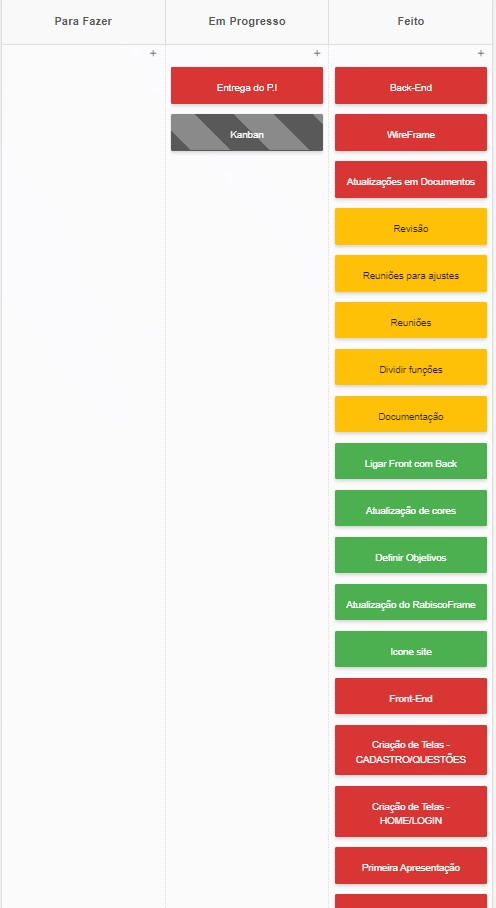 Para Fazer
Em Progresso
Feito
+
+
+
Entrega do P.I
Kanban
Back-End
WireFrame
Atualizações em Documentos
Revisão
Reuniões para ajustes
Reuniões
Dividir funções
Documentação
Ligar Front com Back
Atualização de cores
Definir Objetivos
Atualização do RabiscoFrame
Icone site
Front-End
Criação de Telas -
CADASTRO/QUESTÕES
Criação de Telas -
HOME/LOGIN
Primeira Apresentação